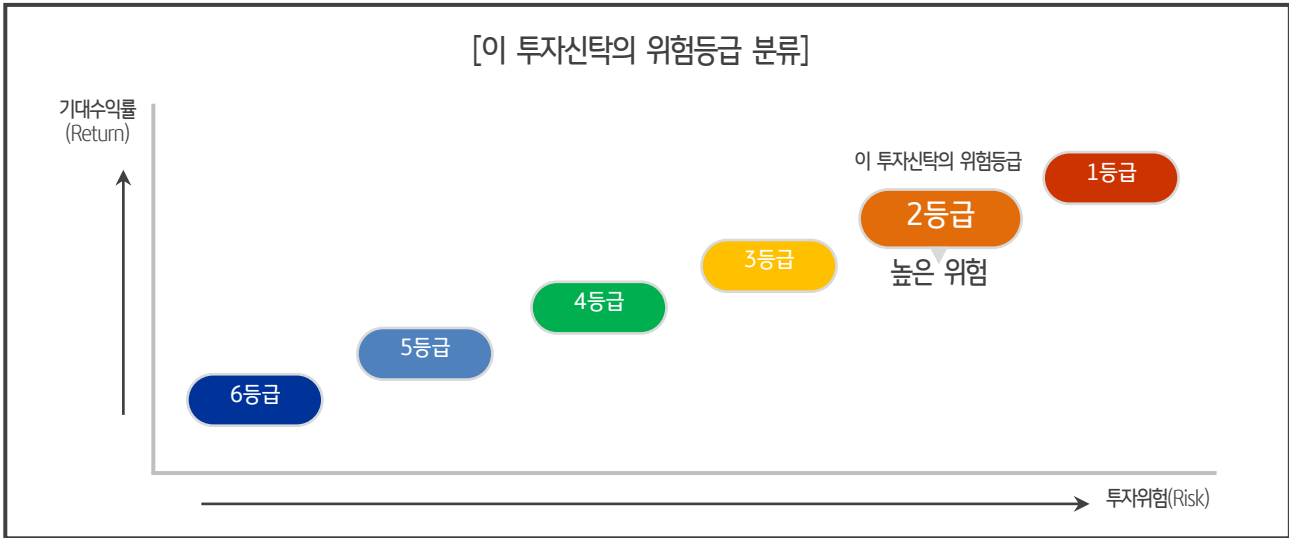 [이 투자신탁의 위험등급 분류]
기대수익률
(Return)
이 투자신탁의 위험등급
1등급
2등급
높은 위험
3등급
4등급
5등급
6등급
투자위험(Risk)